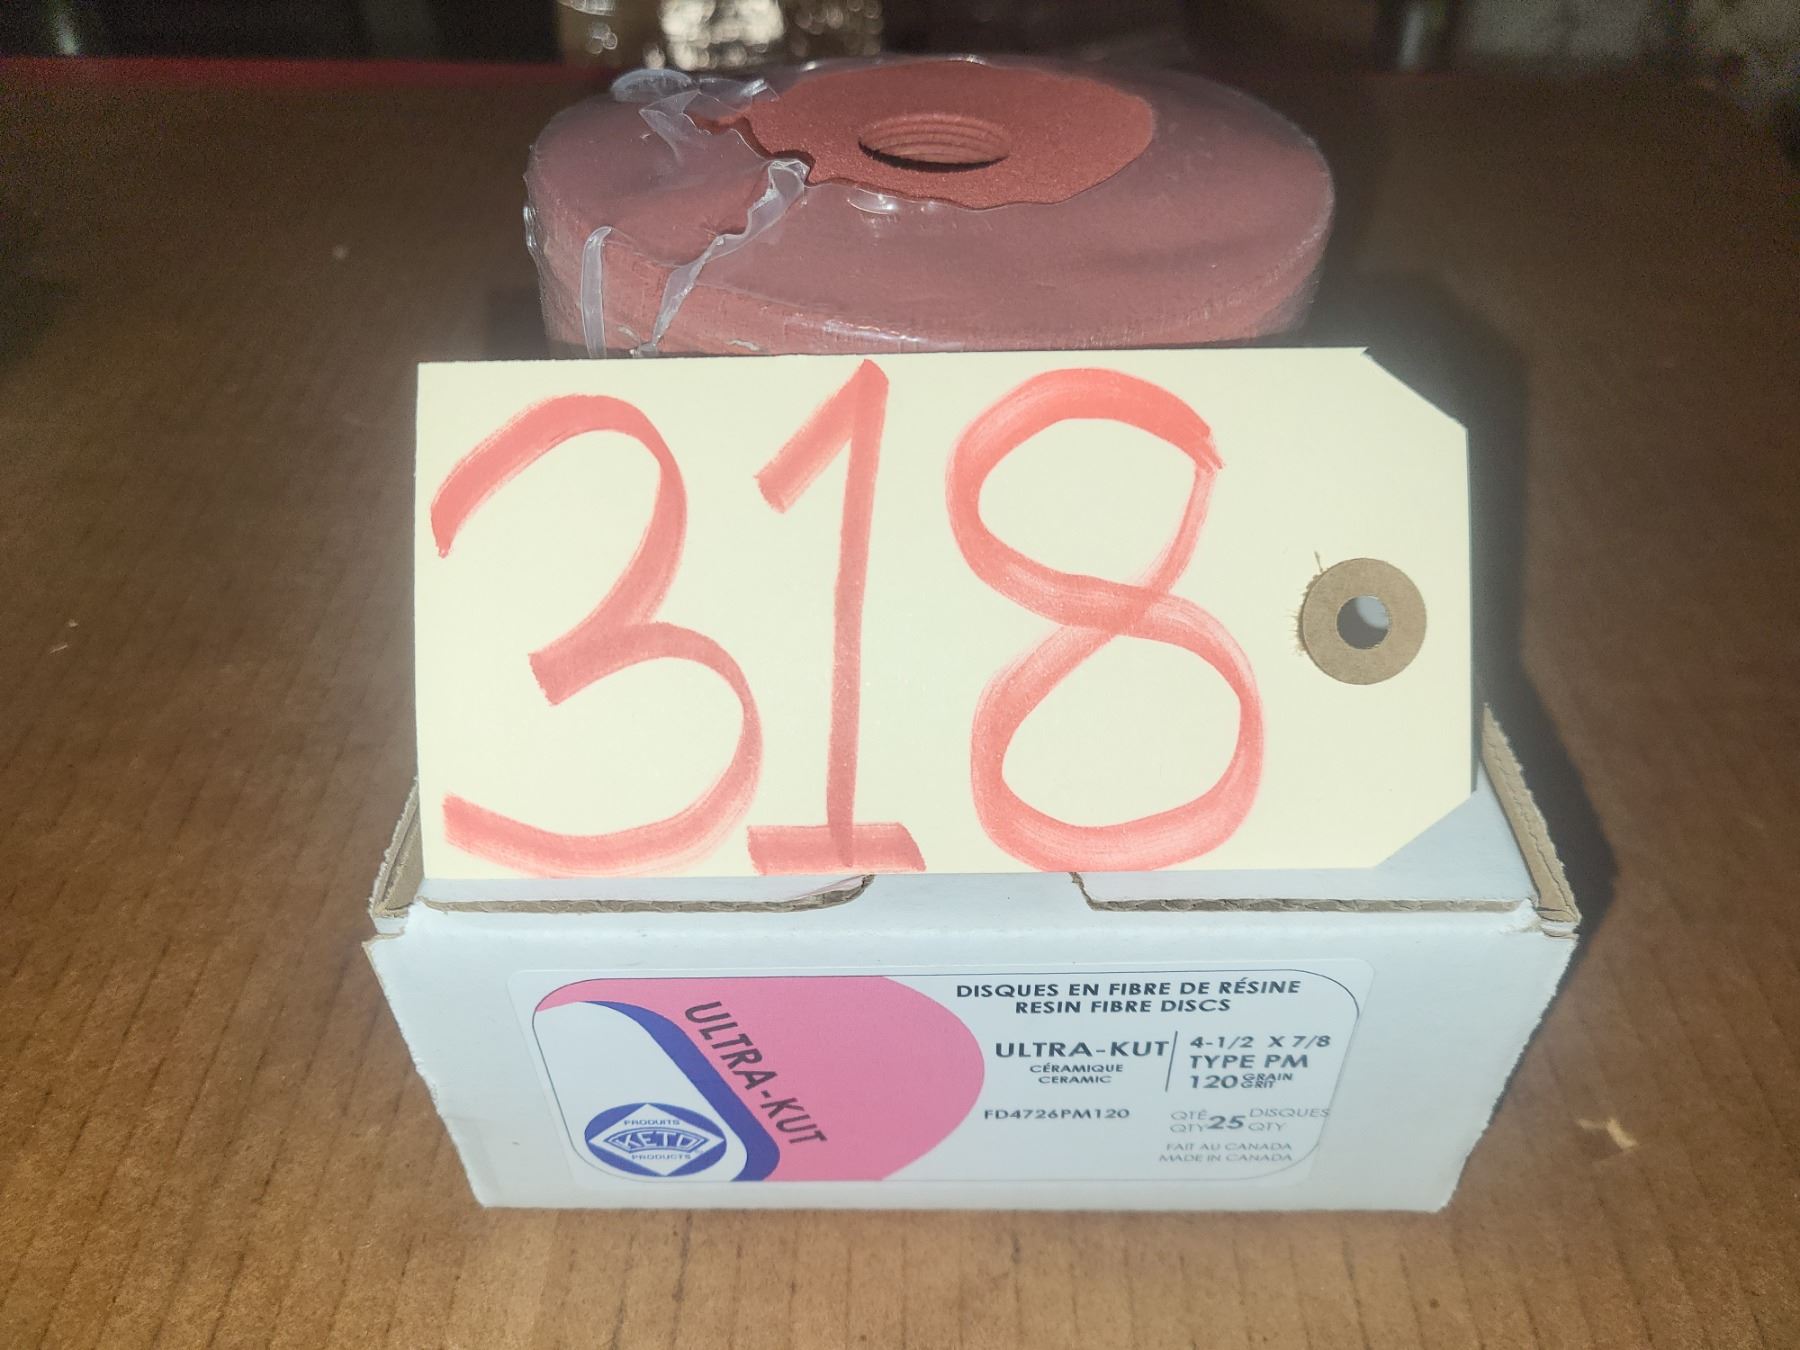 318
DISQUES EN FIBRE DE RÉSINE
RESIN FIBRE DISCS
ULTRA-KUT
ULTRA-KUT
CÉRAMIQUE
CERAMIC
4-1/2 X 7/8
TYPE PM
120 GRAIN
GRIT
FD4726PM120
QTÉ 25 DISQUES
QTY QTY
FAIT AU CANADA
MADE IN CANADA
PRODUITS
KETO
PRODUCTS